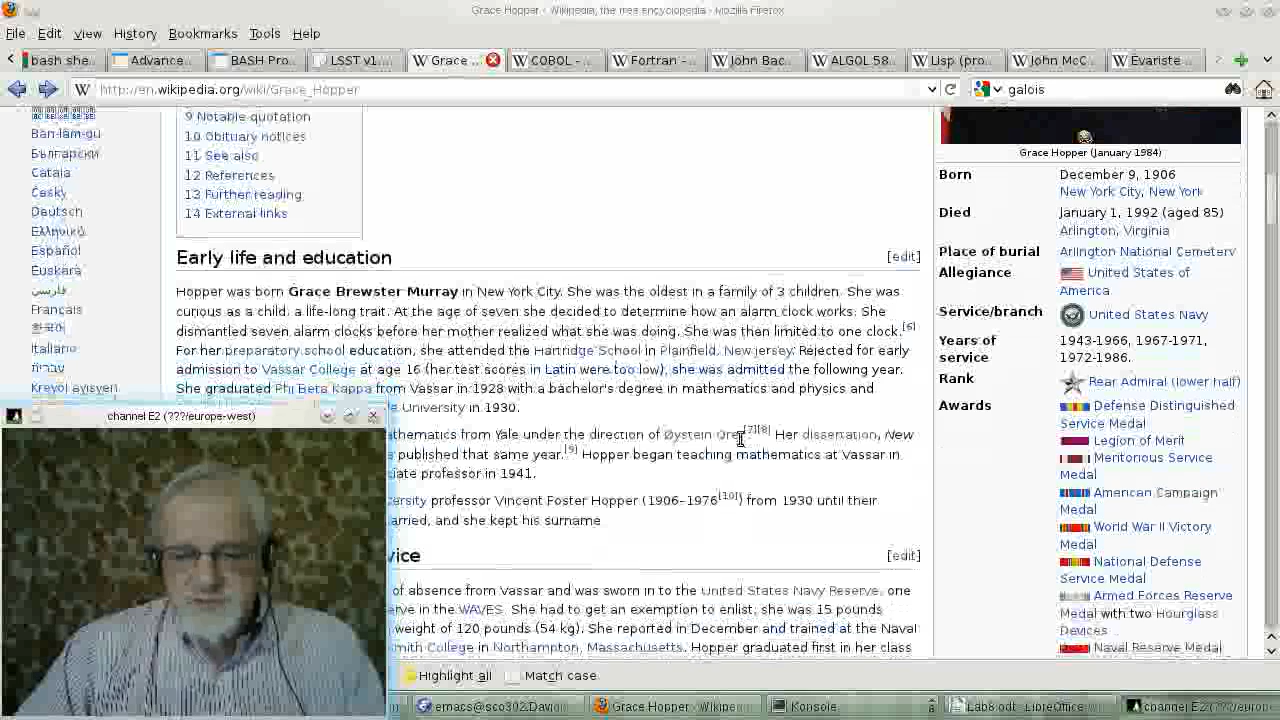 Grace Hopper - Wikipedia, the free encyclopedia - Mozilla Firefox
File Edit View History Bookmarks Tools Help
bash she... Advance... BASH Pro... LSST v1.... Grace ... COBOL - ... Fortran -... John Bac... ALGOL 58... Lisp (pro... John McC... Évariste ...
http://en.wikipedia.org/wiki/Grace_Hopper galois
Bân-lâm-gú
Български
Català
Česky
Deutsch
Ελληνικά
Español
Euskara
فارسی
Français
한국어
Italiano
עברית
Kreyòl ayisyen
9 Notable quotation
10 Obituary notices
11 See also
12 References
13 Further reading
14 External links
Early life and education [edit]
Hopper was born Grace Brewster Murray in New York City. She was the oldest in a family of 3 children. She was
curious as a child, a life-long trait. At the age of seven she decided to determine how an alarm clock works. She
dismantled seven alarm clocks before her mother realized what she was doing. She was then limited to one clock.[6]
For her preparatory school education, she attended the Hartridge School in Plainfield, New Jersey. Rejected for early
admission to Vassar College at age 16 (her test scores in Latin were too low), she was admitted the following year.
She graduated Phi Beta Kappa from Vassar in 1928 with a bachelor's degree in mathematics and physics and
University in 1930.
athematics from Yale under the direction of Øystein Ore.[7][8] Her dissertation, New
published that same year.[9] Hopper began teaching mathematics at Vassar in
iate professor in 1941.
ersity professor Vincent Foster Hopper (1906–1976[10]) from 1930 until their
arried, and she kept his surname.
vice [edit]
of absence from Vassar and was sworn in to the United States Navy Reserve, one
erve in the WAVES. She had to get an exemption to enlist; she was 15 pounds
weight of 120 pounds (54 kg). She reported in December and trained at the Naval
mith College in Northampton, Massachusetts. Hopper graduated first in her class
Grace Hopper (January 1984)
Born December 9, 1906
New York City, New York
Died January 1, 1992 (aged 85)
Arlington, Virginia
Place of burial Arlington National Cemetery
Allegiance United States of
America
Service/branch United States Navy
Years of service 1943-1966, 1967-1971,
1972-1986.
Rank Rear Admiral (lower half)
Awards Defense Distinguished
Service Medal
Legion of Merit
Meritorious Service
Medal
American Campaign
Medal
World War II Victory
Medal
National Defense
Service Medal
Armed Forces Reserve
Medal with two Hourglass
Devices
Naval Reserve Medal
channel E2 (???/europe-west)
Highlight all Match case
emacs@sco302.Davion Grace Hopper - Wikipe Konsole Lab8.odt - LibreOffice channel E2 (???/europe